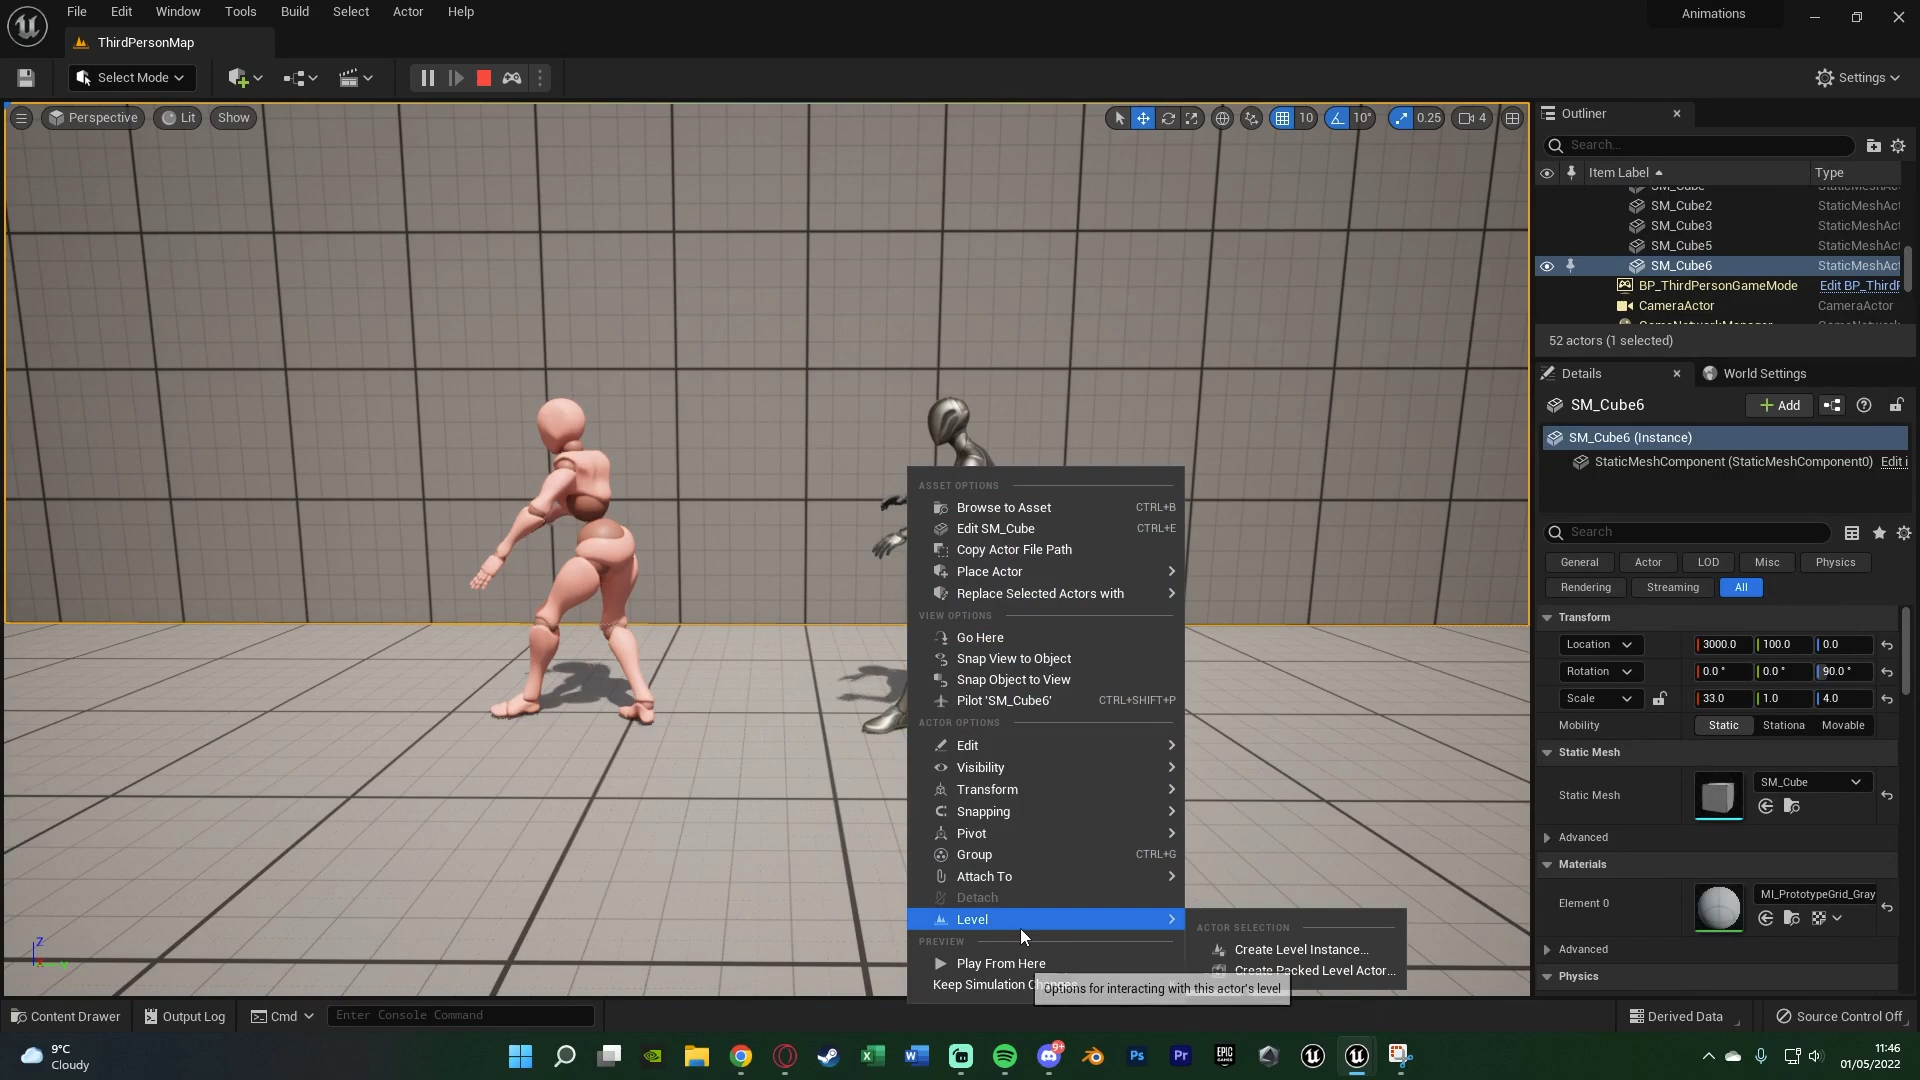 File Edit Window Tools Build Select Actor Help
Animations
ThirdPersonMap
Select Mode
Settings
Perspective Lit Show
10 10° 0.25 4
Outliner
Search...
Item Label Type
SM_Cube StaticMeshAct
SM_Cube2 StaticMeshAct
SM_Cube3 StaticMeshAct
SM_Cube5 StaticMeshAct
SM_Cube6 StaticMeshAct
BP_ThirdPersonGameMode Edit BP_ThirdP
CameraActor CameraActor
GameNetworkManager GameNetwork
52 actors (1 selected)
Details World Settings
SM_Cube6 Add
SM_Cube6 (Instance)
StaticMeshComponent (StaticMeshComponent0) Edit i
Search
General Actor LOD Misc Physics
Rendering Streaming All
Transform
Location 3000.0 100.0 0.0
Rotation 0.0 ° 0.0 ° 90.0 °
Scale 33.0 1.0 4.0
Mobility Static Stationa Movable
Static Mesh
Static Mesh SM_Cube
Advanced
Materials
Element 0 MI_PrototypeGrid_Gray
Advanced
Physics
ASSET OPTIONS
Browse to Asset CTRL+B
Edit SM_Cube CTRL+E
Copy Actor File Path
Place Actor
Replace Selected Actors with
VIEW OPTIONS
Go Here
Snap View to Object
Snap Object to View
Pilot 'SM_Cube6' CTRL+SHIFT+P
ACTOR OPTIONS
Edit
Visibility
Transform
Snapping
Pivot
Group CTRL+G
Attach To
Detach
Level
PREVIEW
Play From Here
Keep Simulation Changes
ACTOR SELECTION
Create Level Instance...
Create Packed Level Actor...
Options for interacting with this actor's level
Z
Content Drawer Output Log Cmd Enter Console Command
Derived Data Source Control Off
9°C
Cloudy
9+
Ps Pr
EPIC GAMES
11:46
01/05/2022